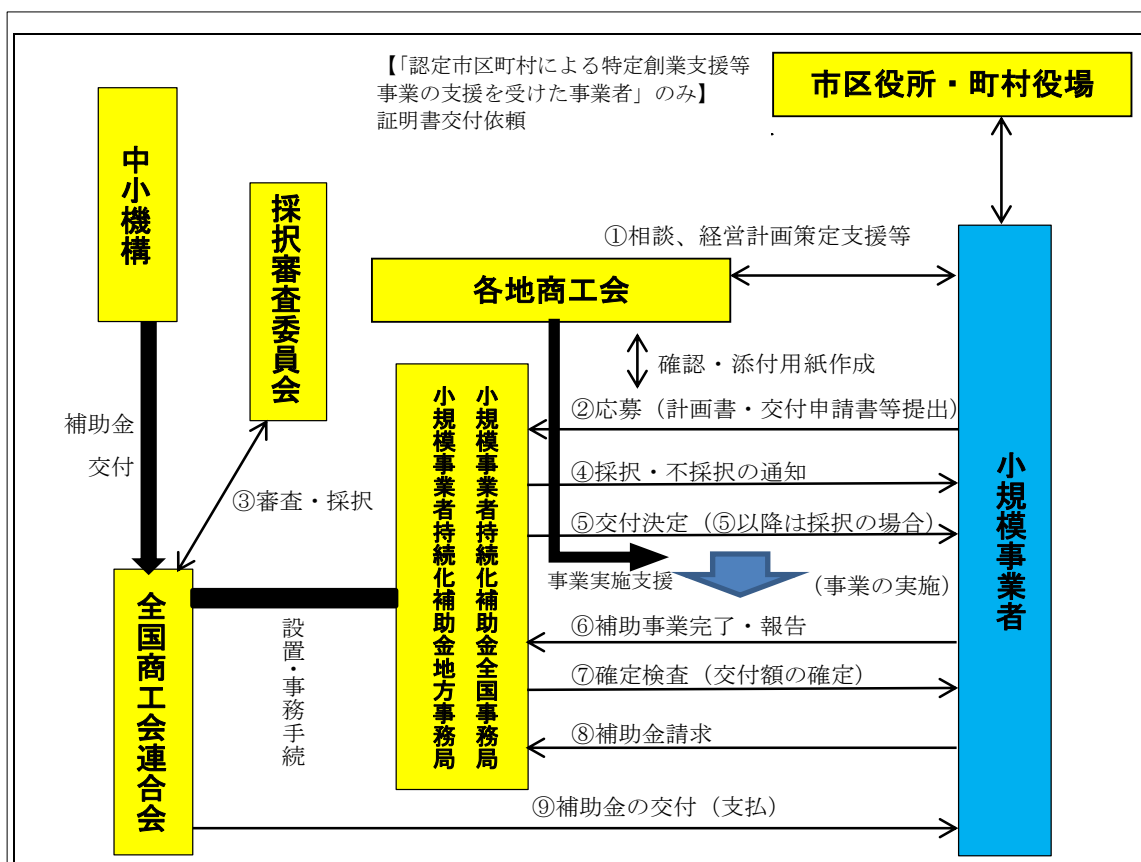 【「認定市区町村による特定創業支援等
事業の支援を受けた事業者」のみ】
証明書交付依頼
市区役所・町村役場
中小機構
採択審査委員会
①相談、経営計画策定支援等
各地商工会
確認・添付用紙作成
補助金
交付
③審査・採択
小規模事業者持続化補助金全国事務局
小規模事業者持続化補助金地方事務局
②応募（計画書・交付申請書等提出）
④採択・不採択の通知
⑤交付決定（⑤以降は採択の場合）
事業実施支援
（事業の実施）
小規模事業者
全国商工会連合会
設置・事務手続
⑥補助事業完了・報告
⑦確定検査（交付額の確定）
⑧補助金請求
⑨補助金の交付（支払）